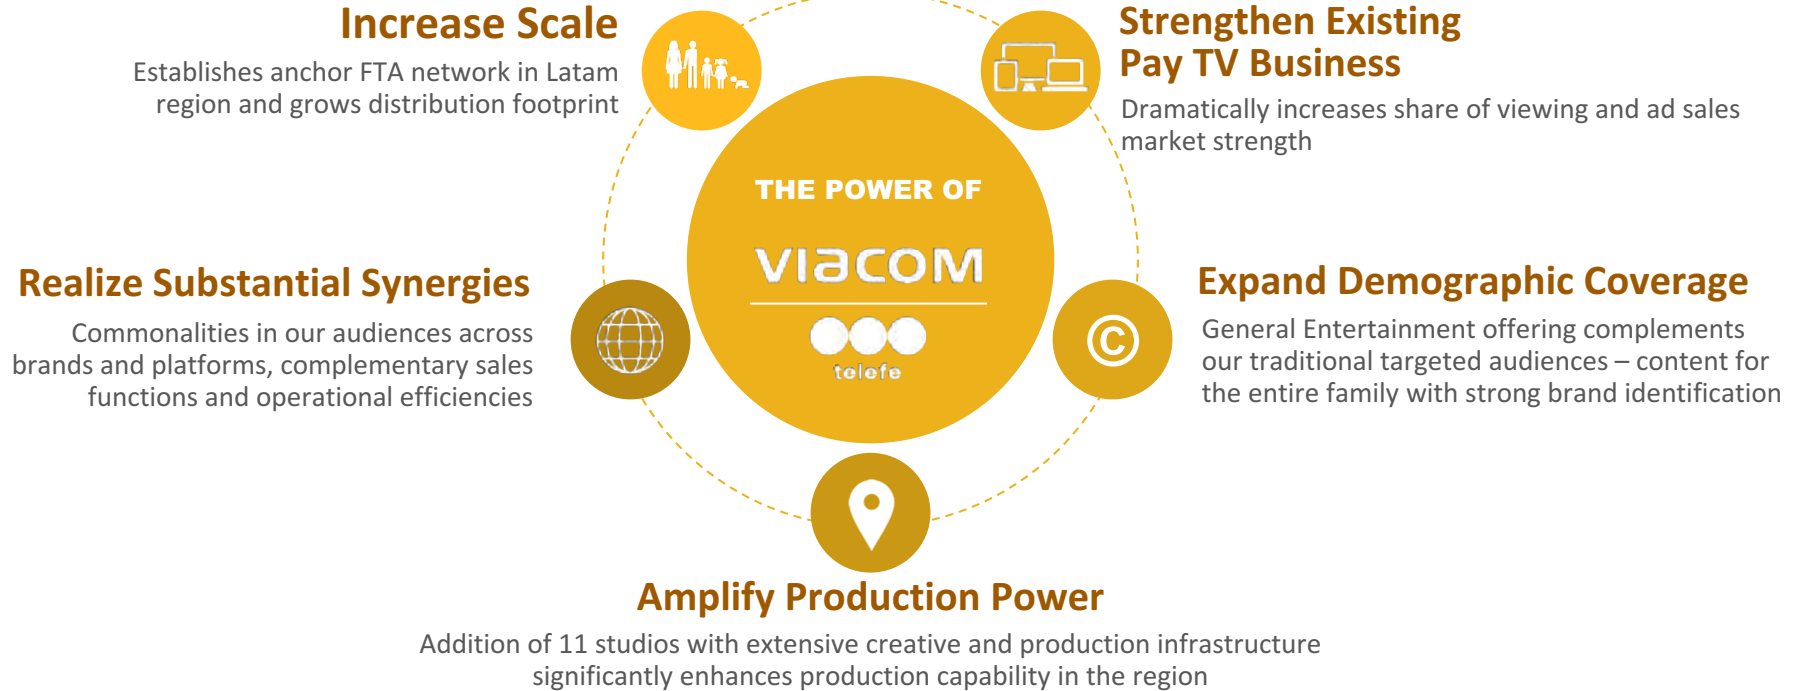 Increase Scale
Establishes anchor FTA network in Latam
region and grows distribution footprint
Strengthen Existing
Pay TV Business
Dramatically increases share of viewing and ad sales
market strength
THE POWER OF
VIACOM
telefe
Realize Substantial Synergies
Commonalities in our audiences across
brands and platforms, complementary sales
functions and operational efficiencies
Expand Demographic Coverage
General Entertainment offering complements
our traditional targeted audiences – content for
the entire family with strong brand identification
©
Amplify Production Power
Addition of 11 studios with extensive creative and production infrastructure
significantly enhances production capability in the region